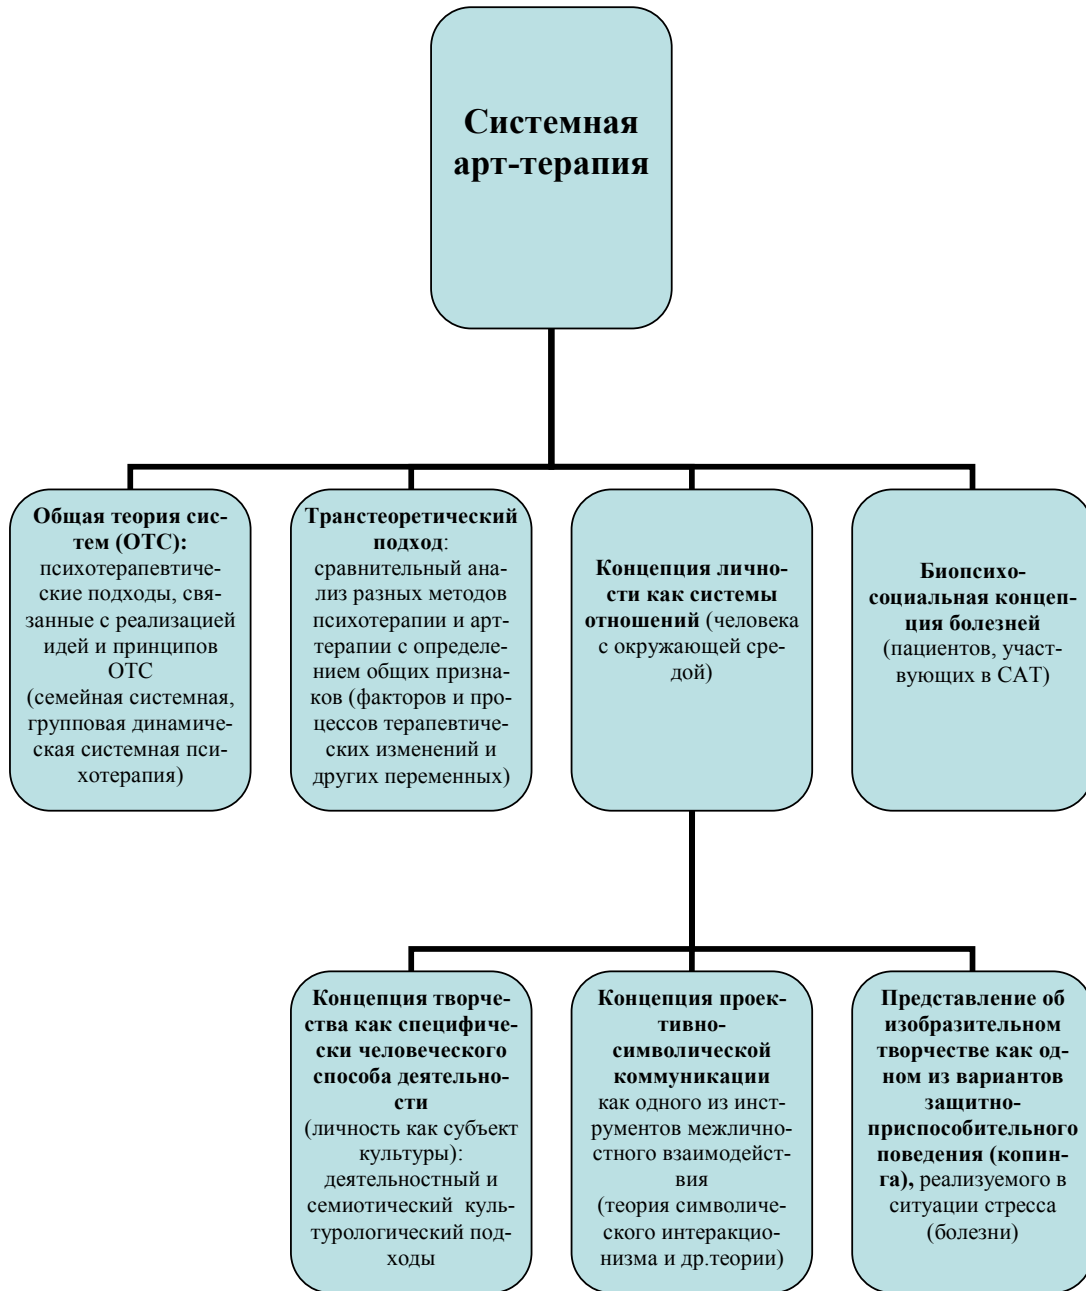 Системная
арт-терапия
Общая теория сис-
тем (ОТС):
психотерапевтиче-
ские подходы, свя-
занные с реализацией
идей и принципов
ОТС
(семейная системная,
групповая динамиче-
ская системная пси-
хотерапия)
Транстеоретический
подход:
сравнительный ана-
лиз разных методов
психотерапии и арт-
терапии с определе-
нием общих призна-
ков (факторов и про-
цессов терапевтиче-
ских изменений и
других переменных)
Концепция лично-
сти как системы
отношений (человека
с окружающей сре-
дой)
Биопсихо-
социальная концеп-
ция болезней
(пациентов, участ-
вующих в САТ)
Концепция творче-
ства как специфиче-
ски человеческого
способа деятельно-
сти
(личность как субъект
культуры):
деятельностный и
семиотический куль-
турологический под-
ходы
Концепция проек-
тивно-
символической
коммуникации
как одного из инст-
рументов межлично-
стного взаимодейст-
вия
(теория символиче-
ского интеракцио-
низма и др.теории)
Представление об
изобразительном
творчестве как од-
ном из вариантов
защитно-
приспособительного
поведения (копин-
га), реализуемого в
ситуации стресса
(болезни)